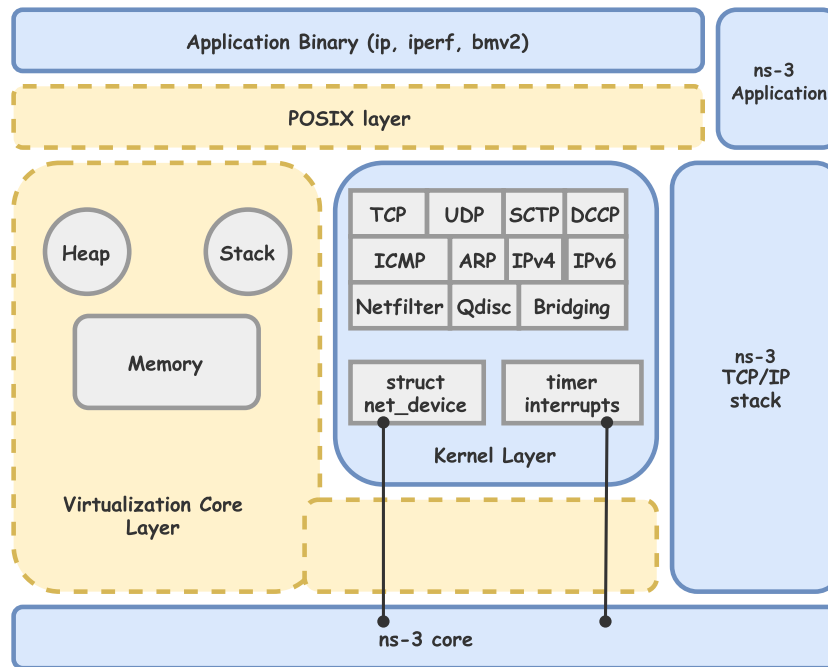 Application Binary (ip, iperf, bmv2)
ns-3
Application
POSIX layer
Heap
Stack
Memory
Virtualization Core
Layer
TCP
UDP
SCTP
DCCP
ICMP
ARP
IPv4
IPv6
Netfilter
Qdisc
Bridging
struct
net_device
timer
interrupts
Kernel Layer
ns-3
TCP/IP
stack
ns-3 core